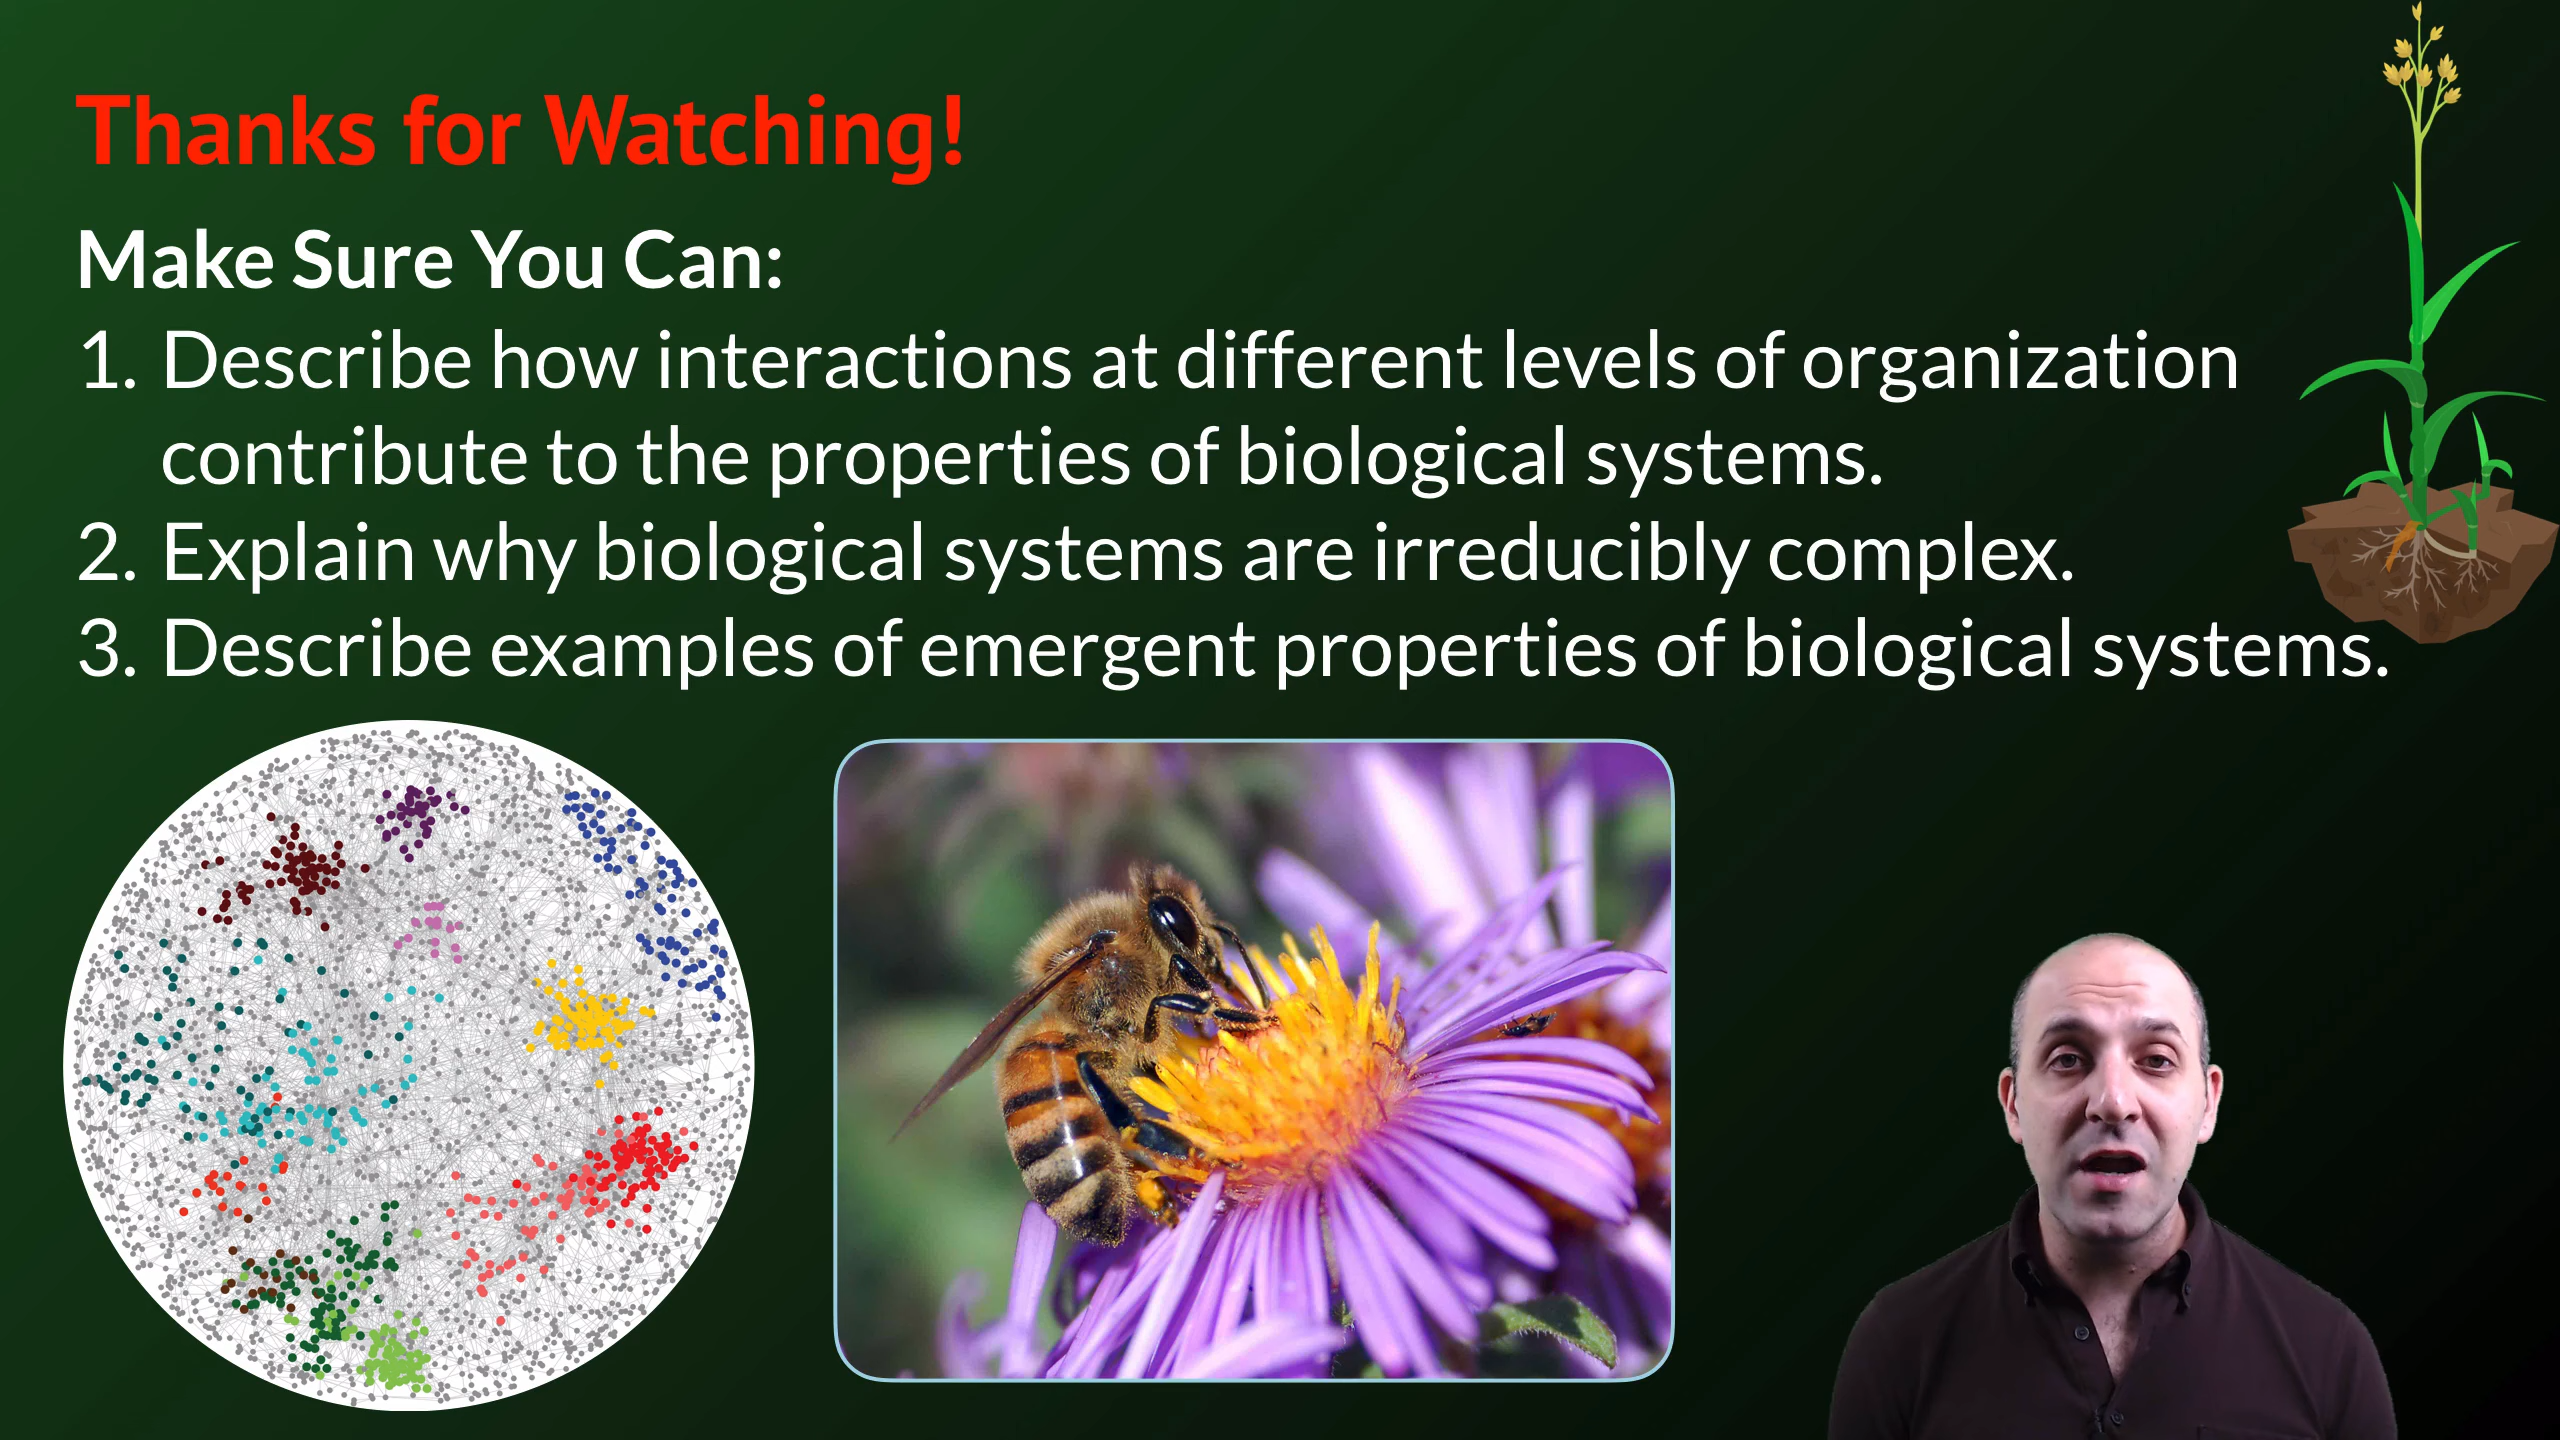 Thanks for Watching!
Make Sure You Can:
1. Describe how interactions at different levels of organization
contribute to the properties of biological systems.
2. Explain why biological systems are irreducibly complex.
3. Describe examples of emergent properties of biological systems.